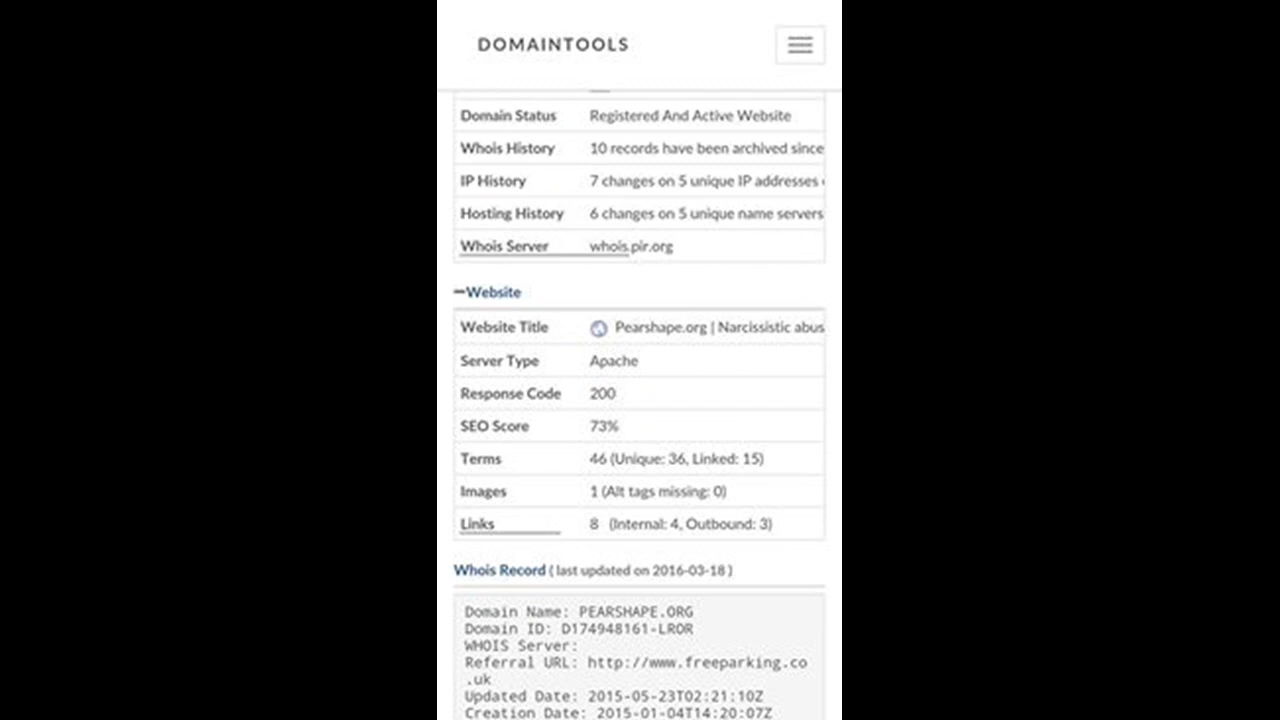 DOMAINTOOLS
Domain Status Registered And Active Website
Whois History 10 records have been archived since
IP History 7 changes on 5 unique IP addresses
Hosting History 6 changes on 5 unique name servers
Whois Server whois.pir.org
—Website
Website Title Pearshape.org | Narcissistic abus
Server Type Apache
Response Code 200
SEO Score 73%
Terms 46 (Unique: 36, Linked: 15)
Images 1 (Alt tags missing: 0)
Links 8 (Internal: 4, Outbound: 3)
Whois Record ( last updated on 2016-03-18 )
Domain Name: PEARSHAPE.ORG
Domain ID: D174948161-LROR
WHOIS Server:
Referral URL: http://www.freeparking.co
.uk
Updated Date: 2015-05-23T02:21:10Z
Creation Date: 2015-01-04T14:20:07Z